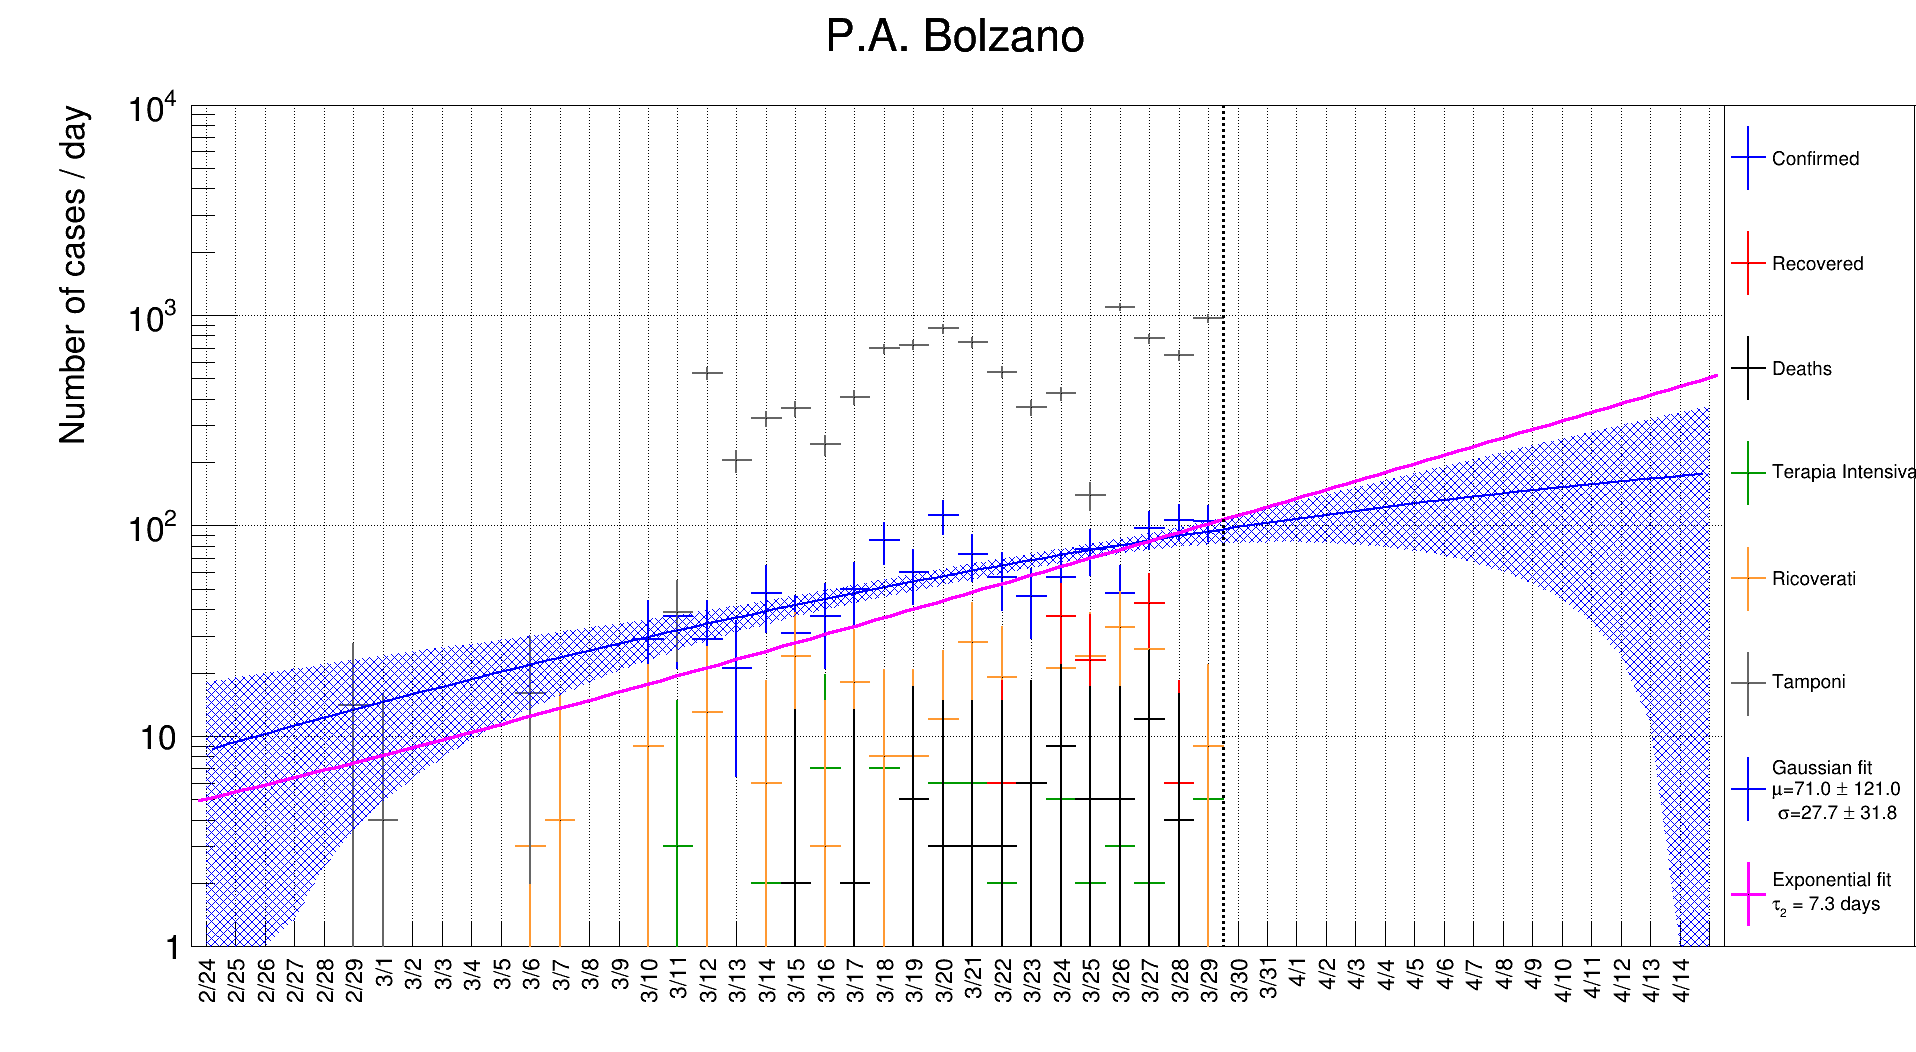 P.A. Bolzano
Number of cases / day
10⁴
10³
10²
10
1
2/24 2/25 2/26 2/27 2/28 2/29 3/1 3/2 3/3 3/4 3/5 3/6 3/7 3/8 3/9 3/10 3/11 3/12 3/13 3/14 3/15 3/16 3/17 3/18 3/19 3/20 3/21 3/22 3/23 3/24 3/25 3/26 3/27 3/28 3/29 3/30 3/31 4/1 4/2 4/3 4/4 4/5 4/6 4/7 4/8 4/9 4/10 4/11 4/12 4/13 4/14
Confirmed
Recovered
Deaths
Terapia Intensiva
Ricoverati
Tamponi
Gaussian fit
μ=71.0 ± 121.0
σ=27.7 ± 31.8
Exponential fit
τ₂ = 7.3 days